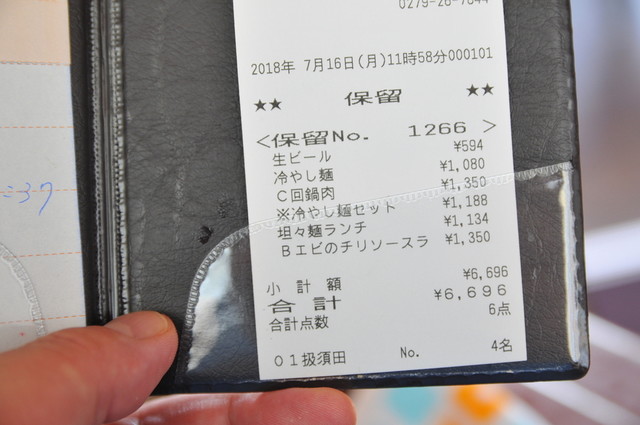 2018年 7月16日(月)11時58分000101
★★ 保留 ★★
<保留No. 1266 >
生ビール ¥594
冷やし麺 ¥1,080
C回鍋肉 ¥1,350
※冷やし麺セット ¥1,188
坦々麺ランチ ¥1,134
Bエビのチリソースラ ¥1,350
小計額 ¥6,696
合計 ¥6,696
合計点数 6点
01扱須田 No. 4名